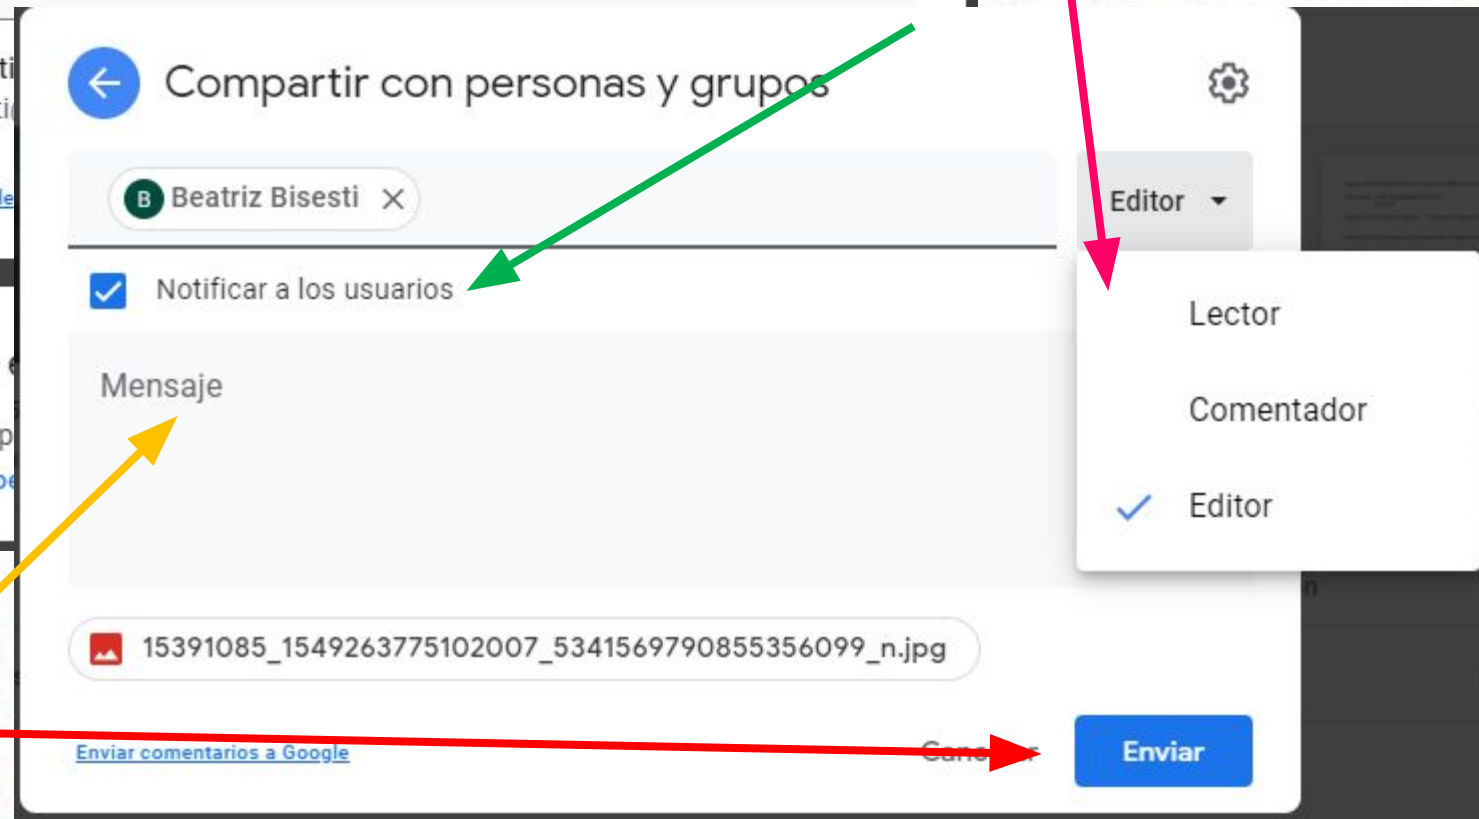 Compartir con personas y grupos
B Beatriz Bisesti
Editor
Notificar a los usuarios
Lector
Mensaje
Comentador
Editor
15391085_1549263775102007_5341569790855356099_n.jpg
Enviar comentarios a Google
Cancelar
Enviar